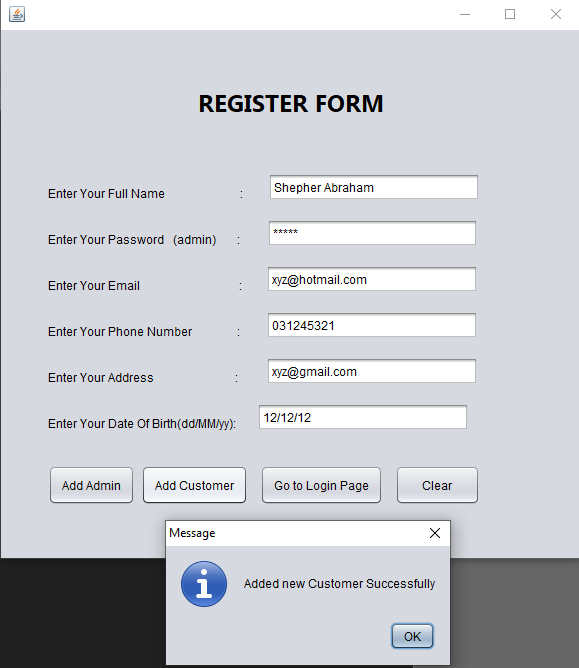 REGISTER FORM
Enter Your Full Name : Shepher Abraham
Enter Your Password (admin) : *****
Enter Your Email : xyz@hotmail.com
Enter Your Phone Number : 031245321
Enter Your Address : xyz@gmail.com
Enter Your Date Of Birth(dd/MM/yy): 12/12/12
Add Admin Add Customer Go to Login Page Clear
Message
Added new Customer Successfully
OK